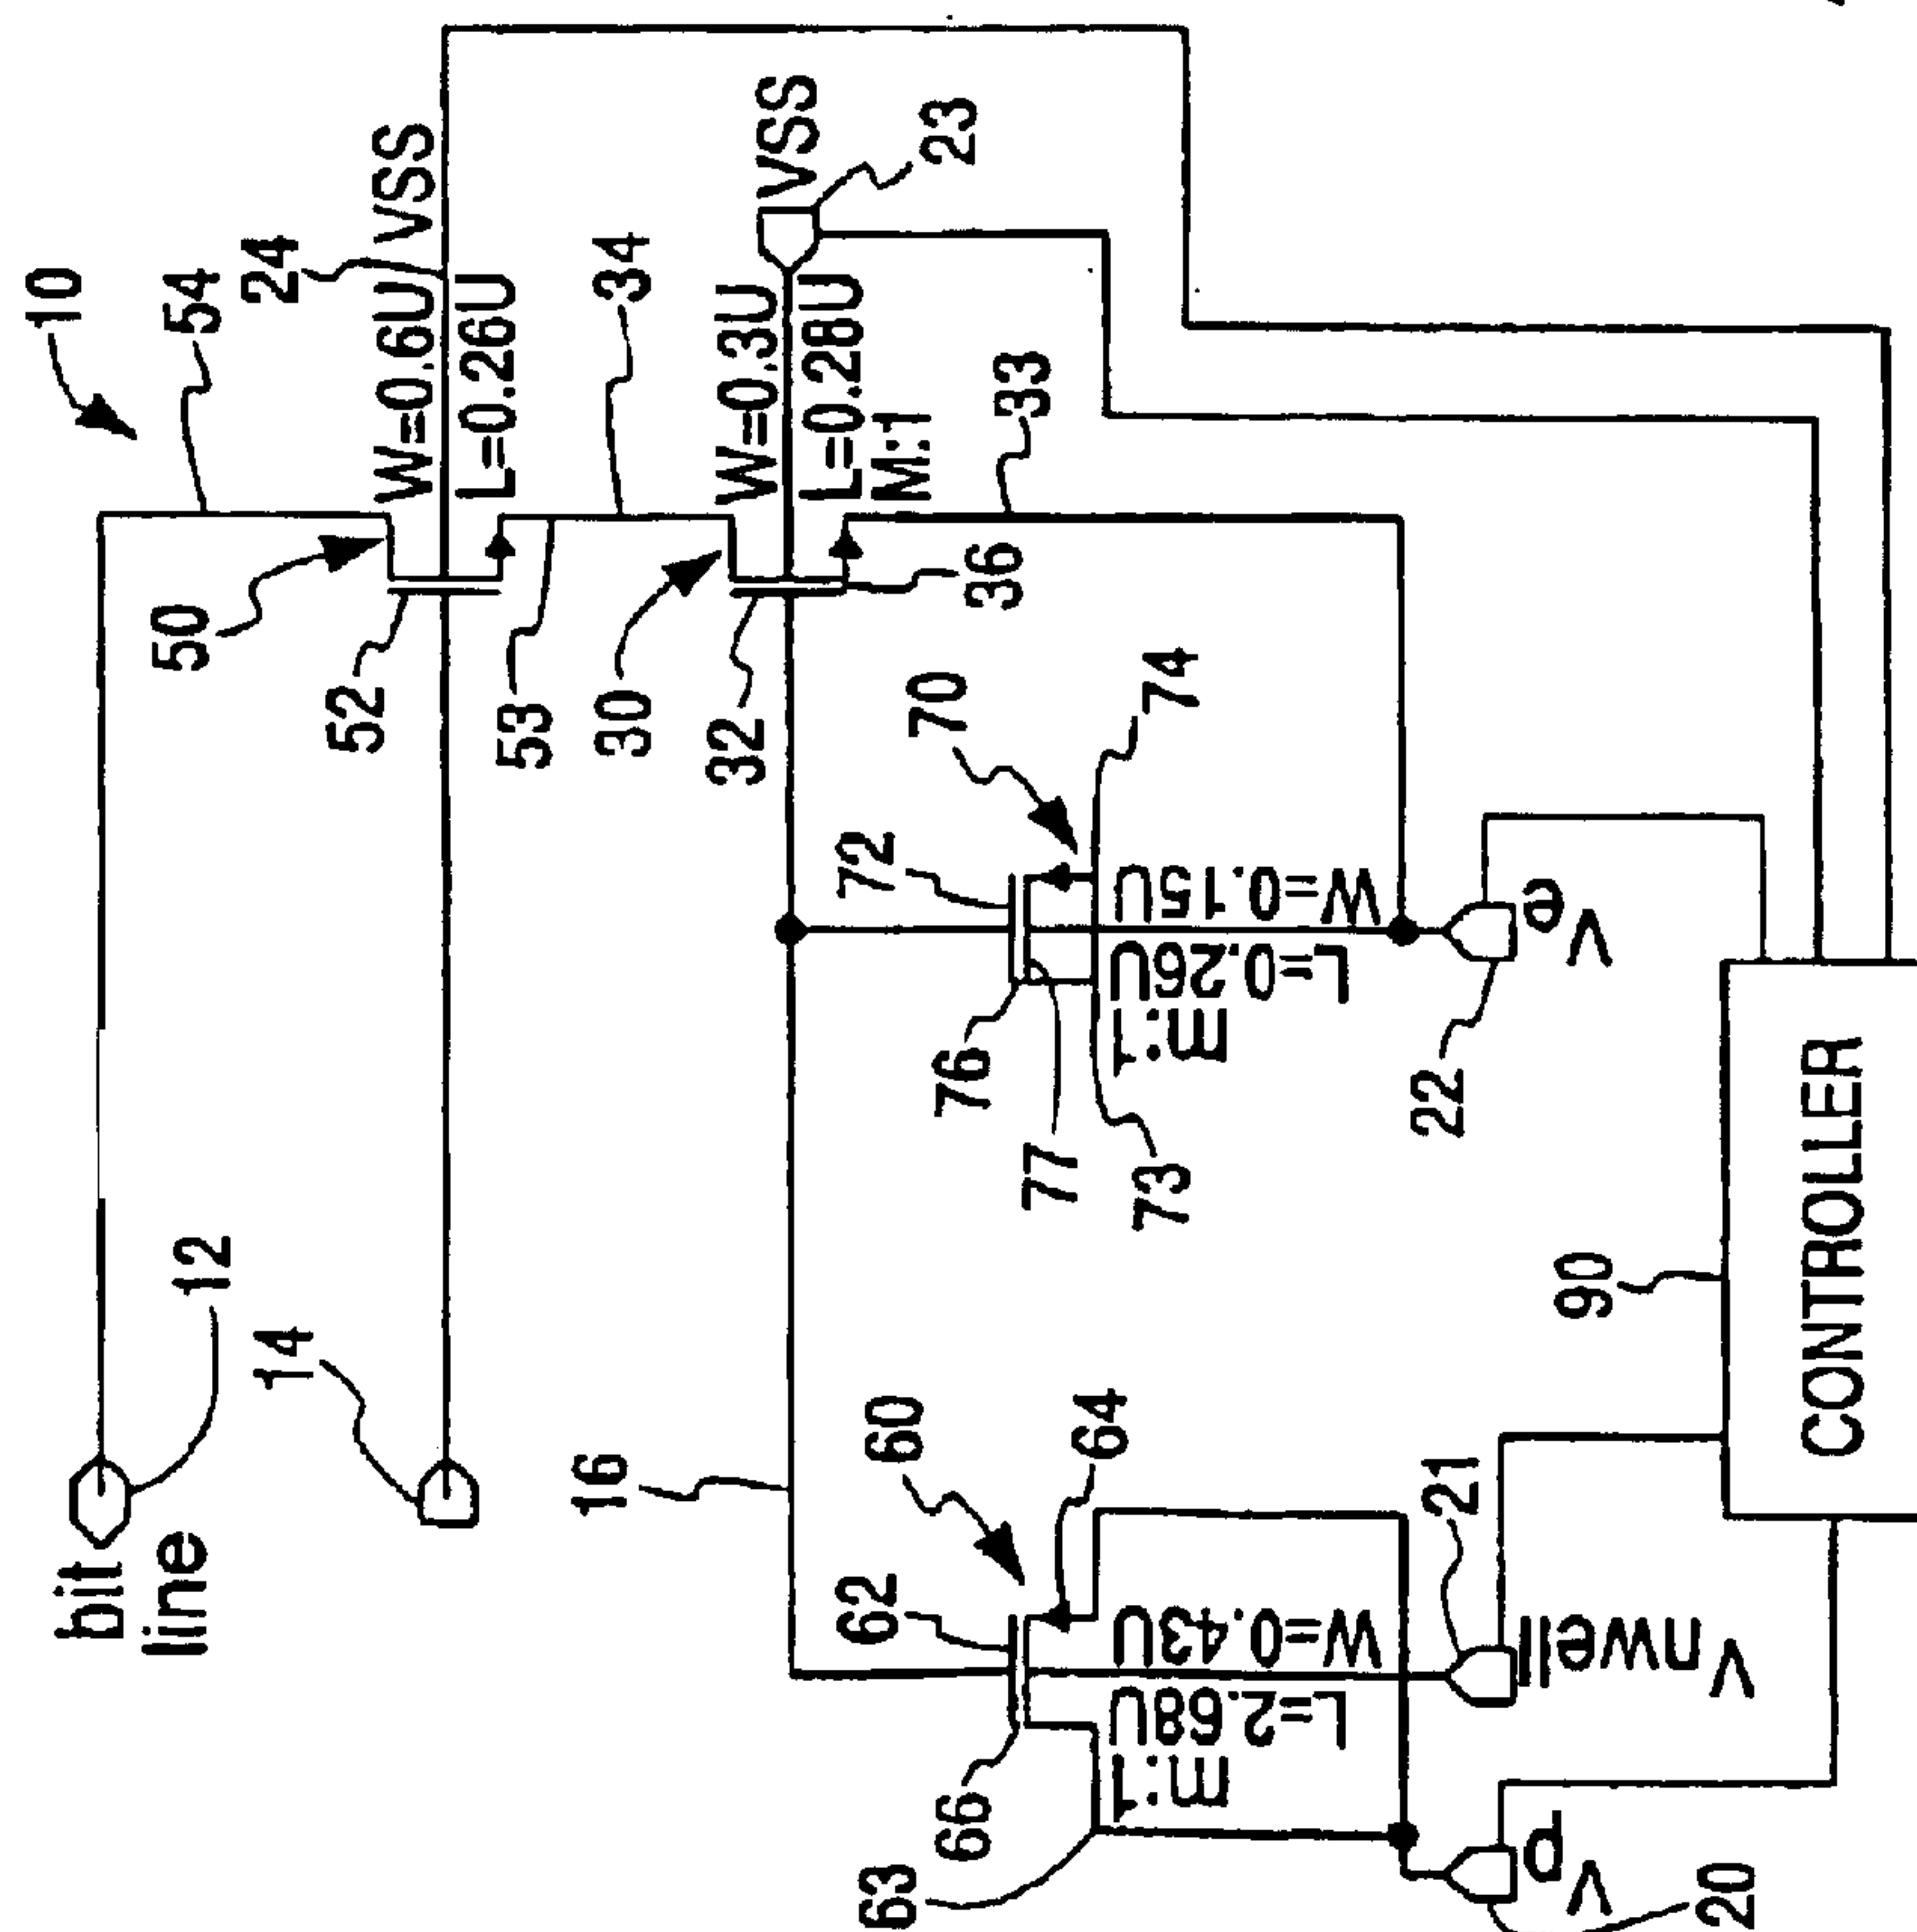 10
54
24
VSS
W=0.6U
L=0.26U
50
52
53
34
VSS
23
W=0.3U
L=0.28U
M:1
30
32
33
36
bit
line
12
14
16
60
62
64
66
63
W=0.43U
L=2.68U
m:1
70
72
74
76
77
73
W=0.15U
L=0.26U
m:1
Vp
20
Vnwell
21
Ve
22
90
CONTROLLER